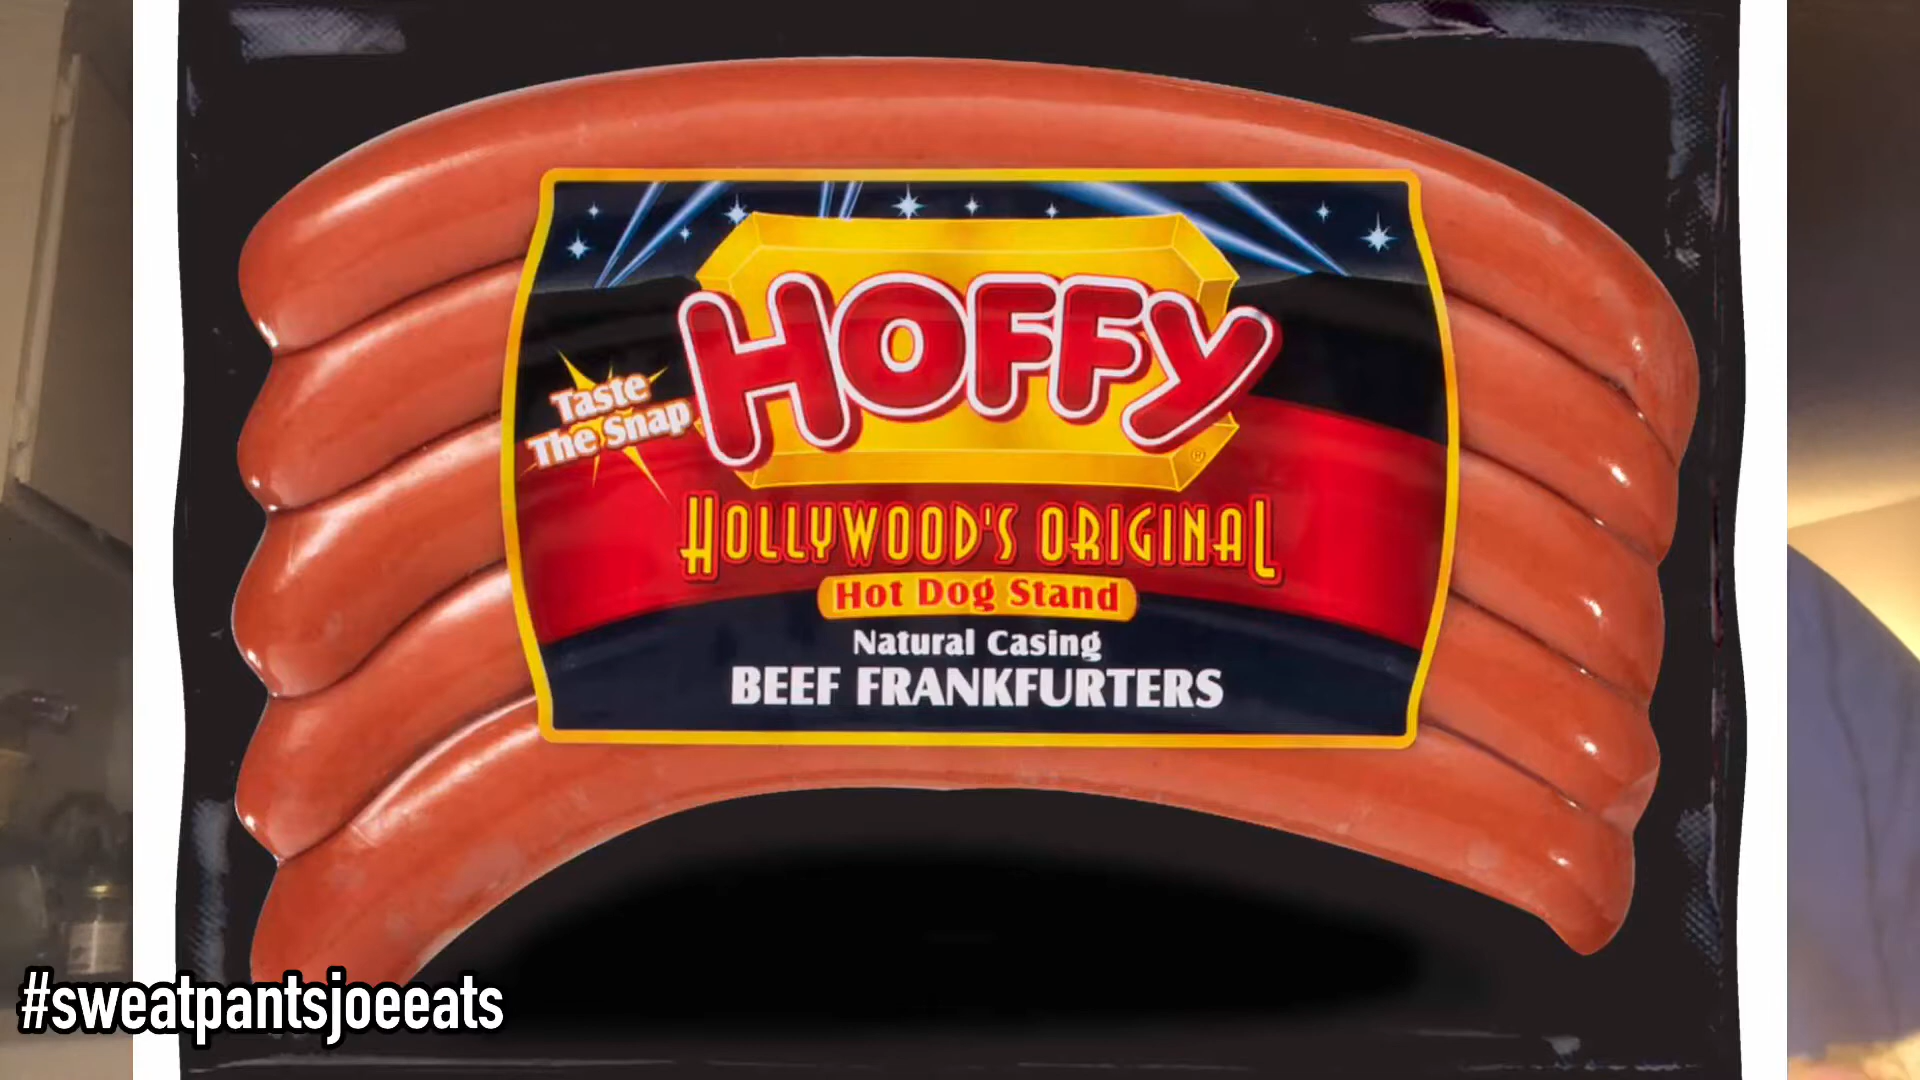 HOFFY
®
Taste
The Snap
HOLLYWOOD'S ORIGINAL
Hot Dog Stand
Natural Casing
BEEF FRANKFURTERS
#sweatpantsjoeeats